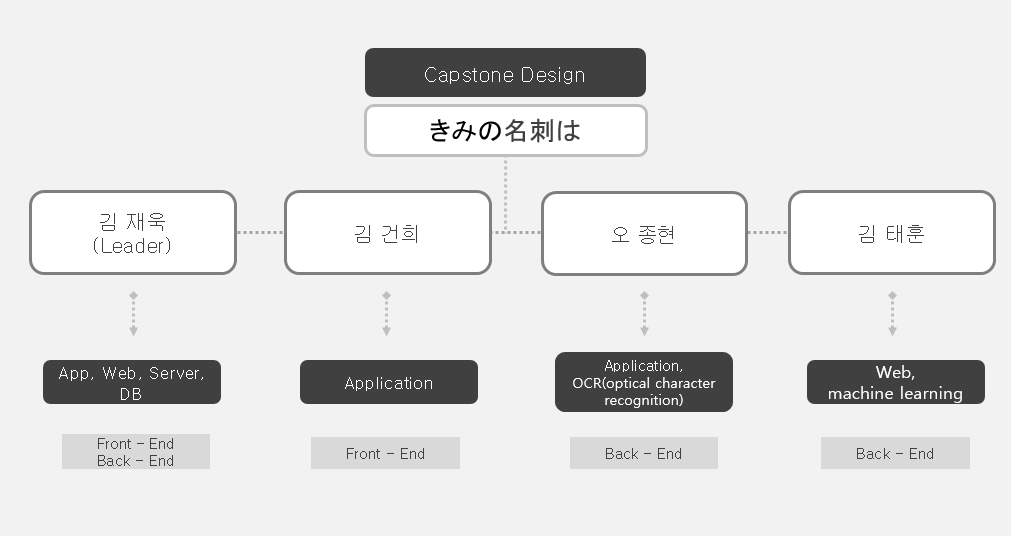 Capstone Design
きみの名刺は
김 재욱
(Leader)
김 건희
오 종현
김 태훈
App, Web, Server,
DB
Application
Application,
OCR(optical character
recognition)
Web,
machine learning
Front - End
Back - End
Front - End
Back - End
Back - End